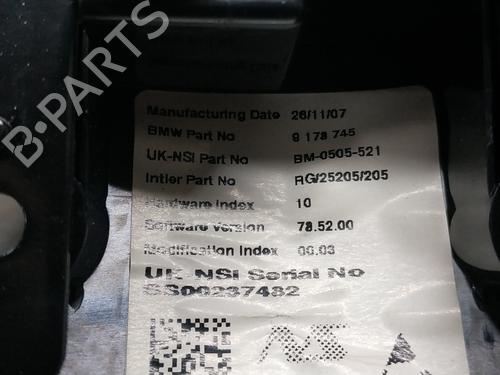 Manufacturing Date 26/11/07
BMW Part No 9 178 745
UK-NSI Part No BM-0505-521
Intier Part No RG/25205/205
Hardware Index 10
Software Version 78.52.00
Modification Index 00.03
UK-NSI Serial No
SS00237482
B-PARTS